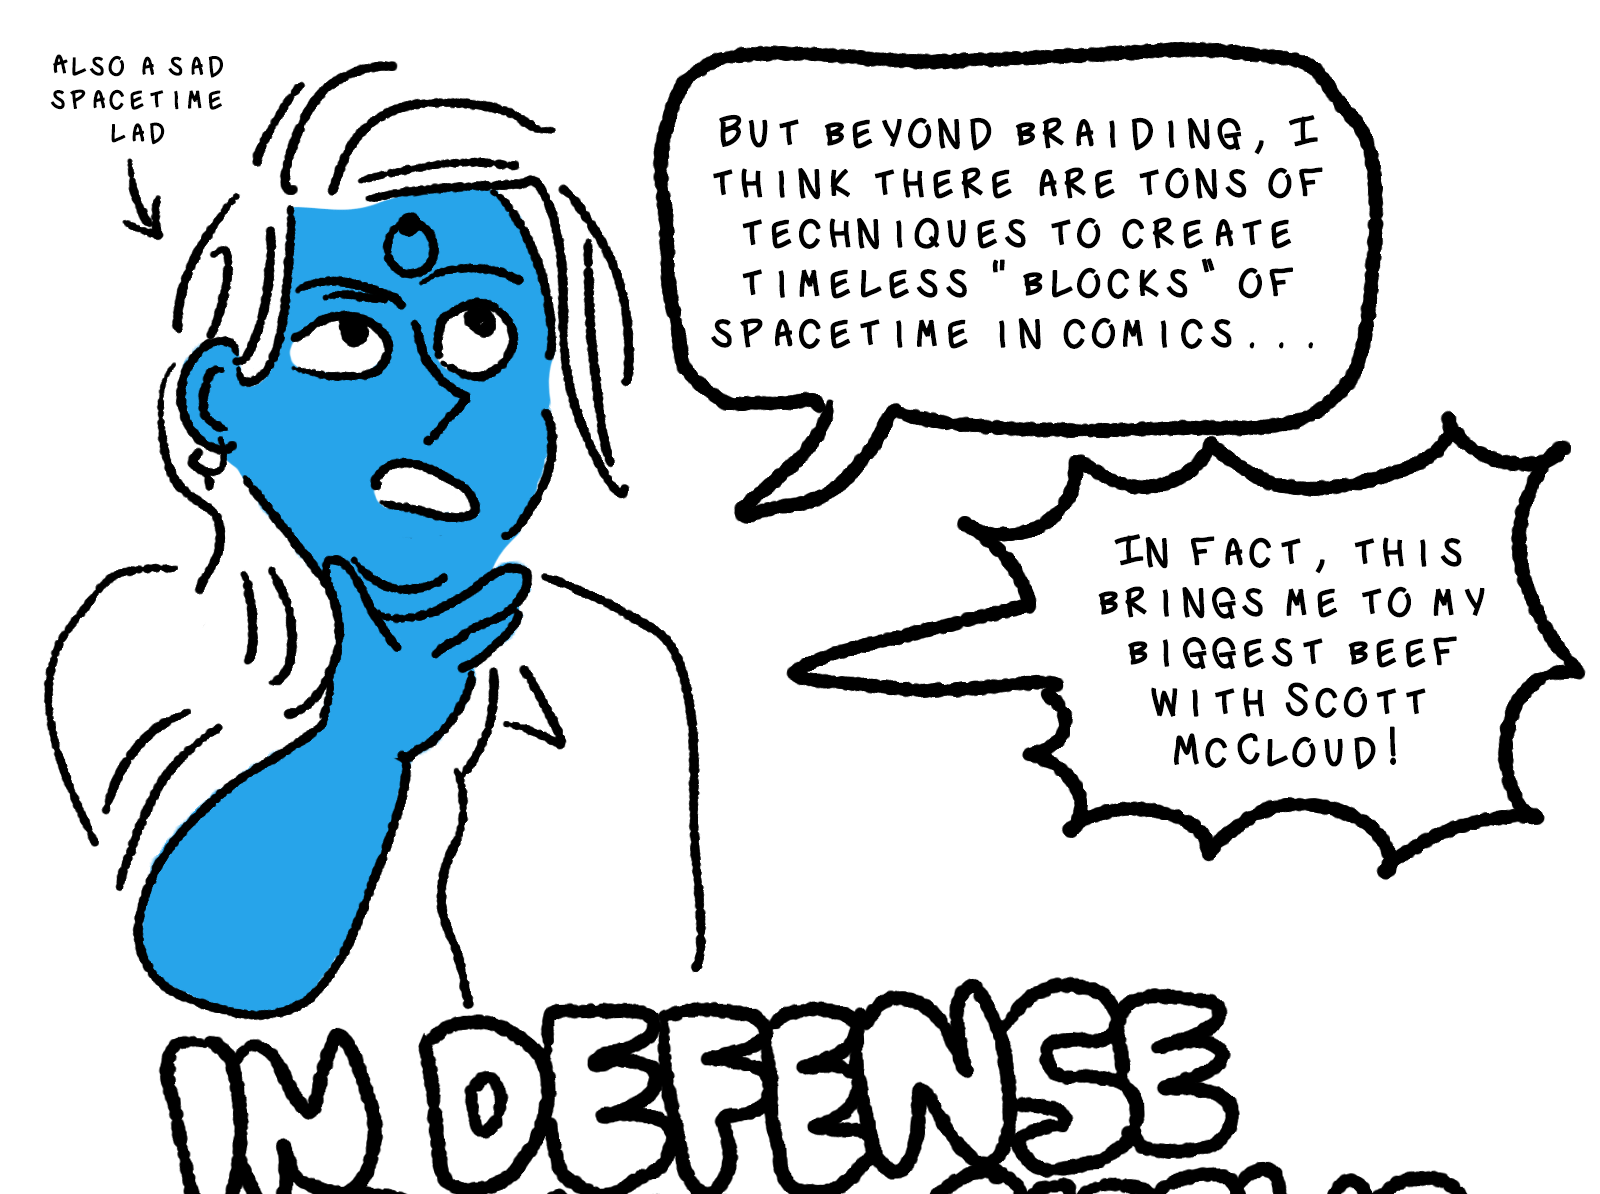 ALSO A SAD
SPACETIME
LAD
BUT BEYOND BRAIDING, I
THINK THERE ARE TONS OF
TECHNIQUES TO CREATE
TIMELESS "BLOCKS" OF
SPACETIME IN COMICS...
IN FACT, THIS
BRINGS ME TO MY
BIGGEST BEEF
WITH SCOTT
MCCLOUD!
IN DEFENSE